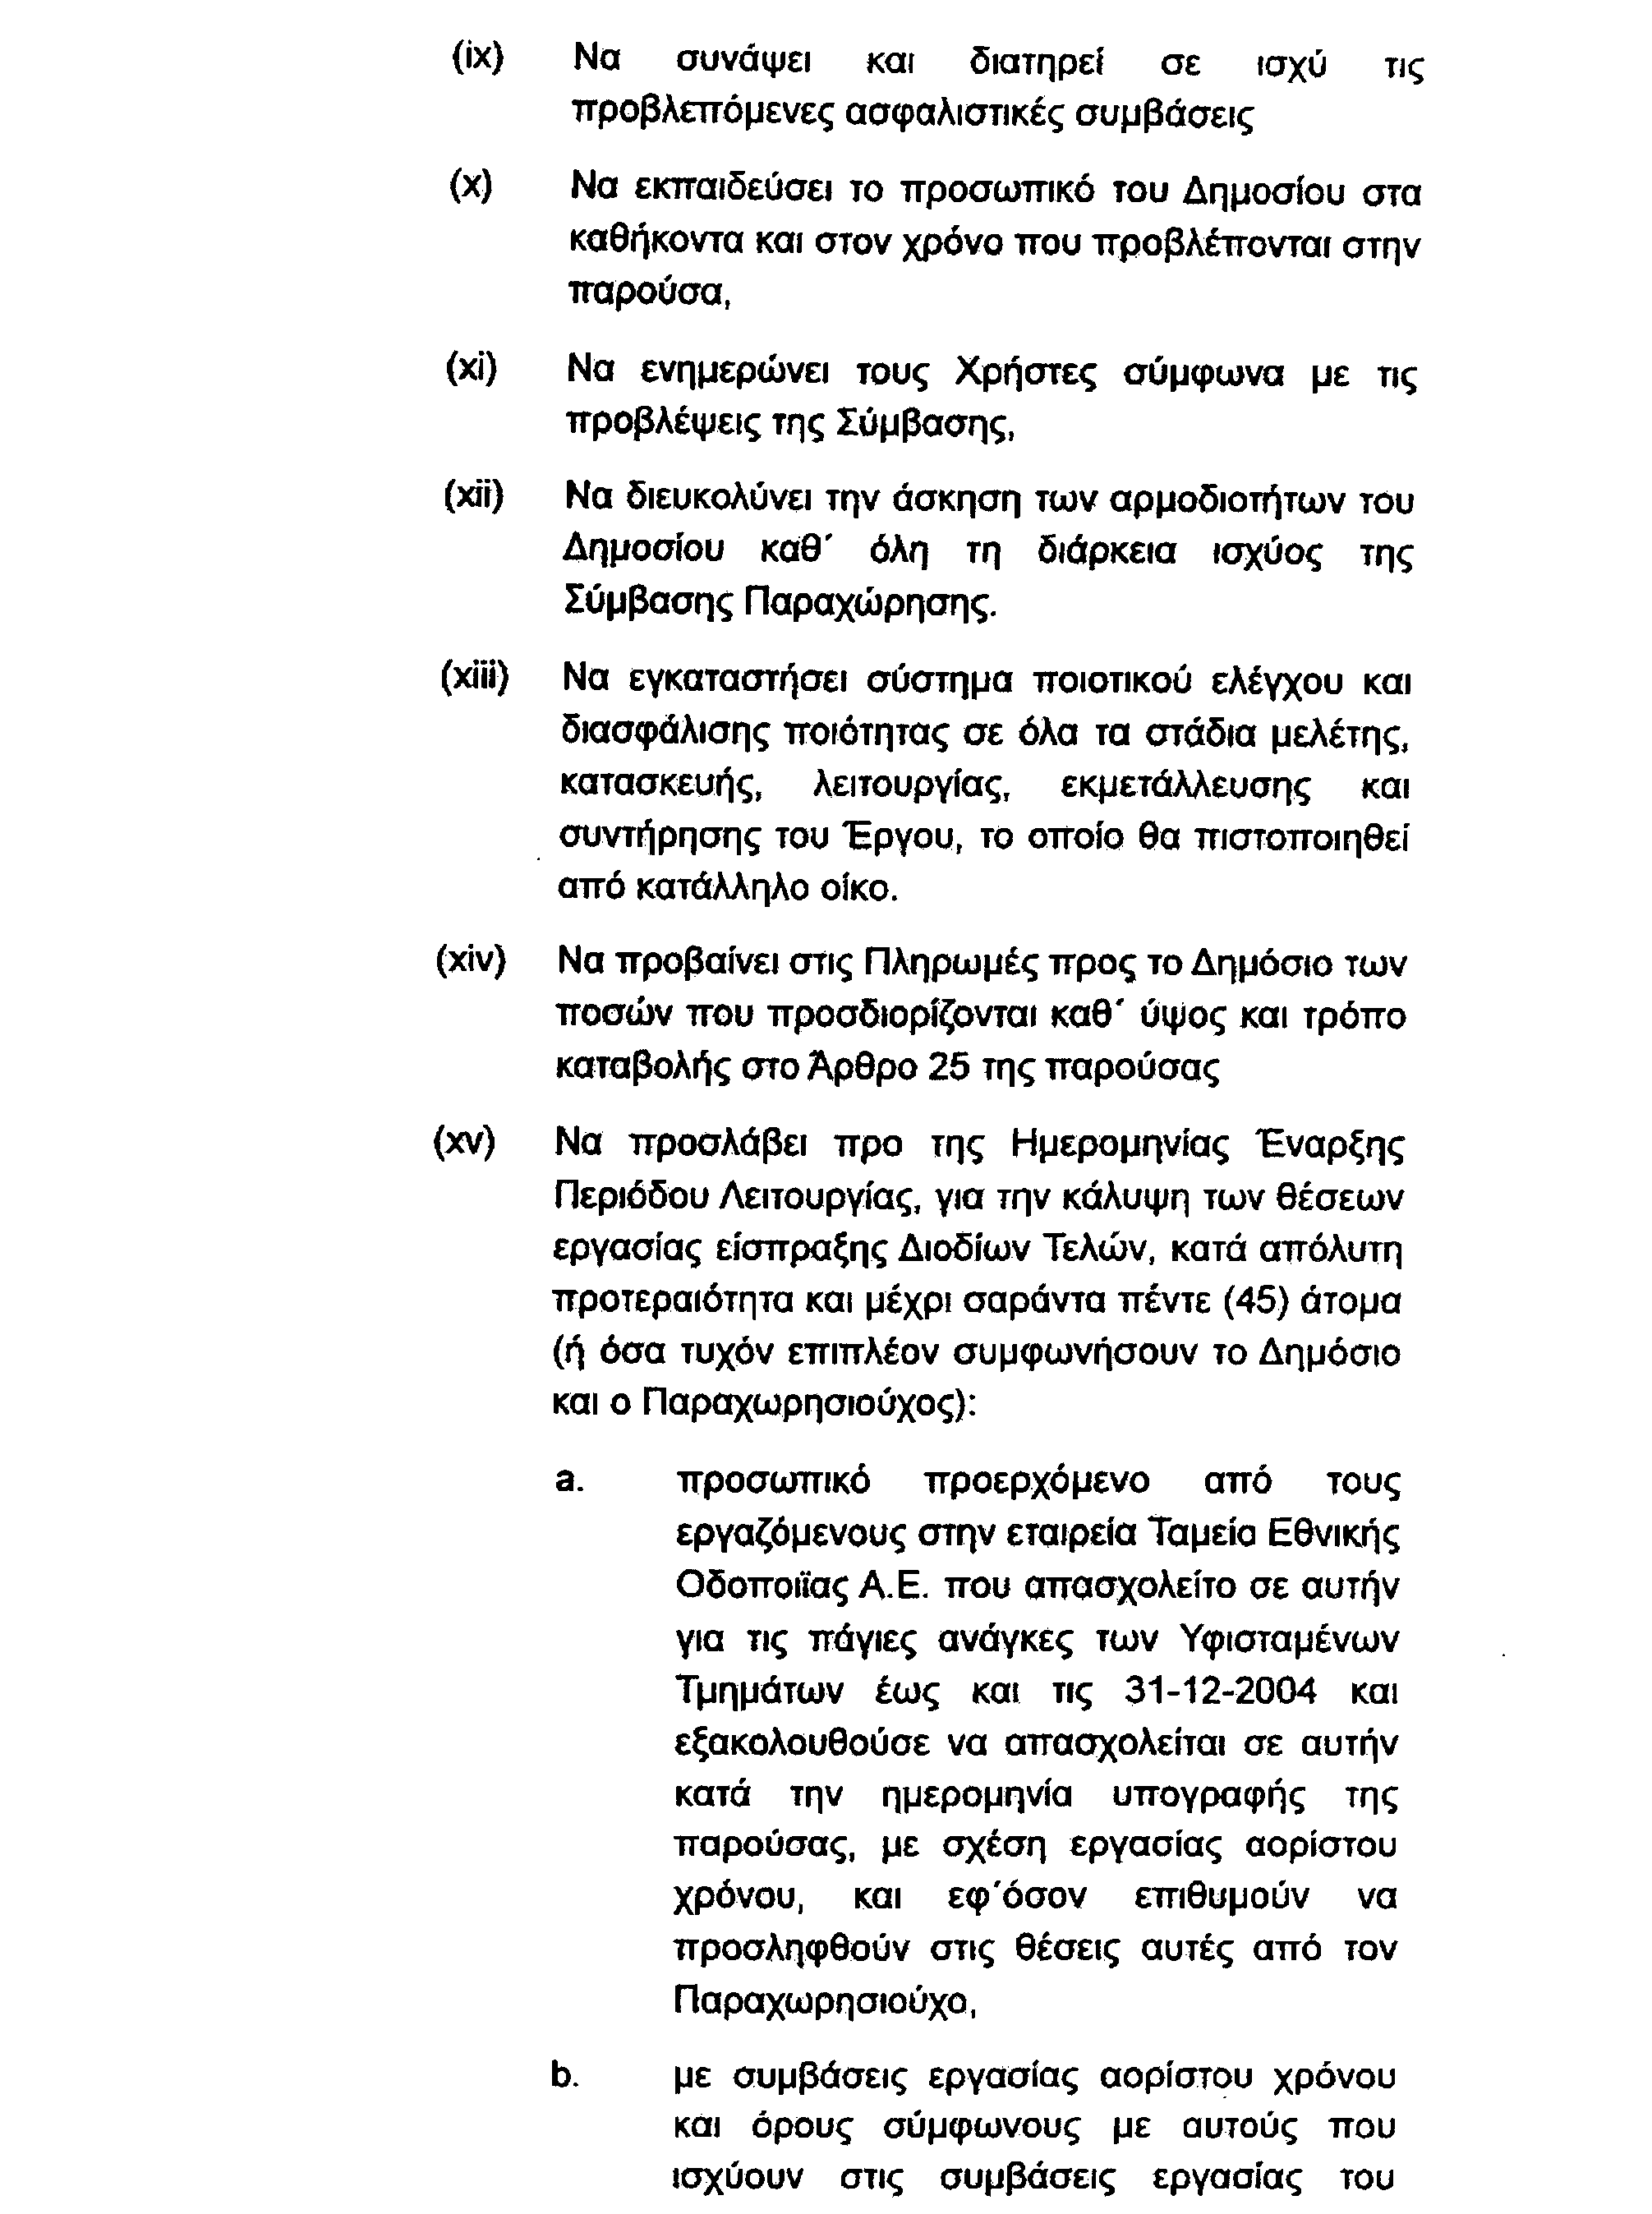 (ix) Να συνάψει και διατηρεί σε ισχύ τις
προβλεπόμενες ασφαλιστικές συμβάσεις
(x) Να εκπαιδεύσει το προσωπικό του Δημοσίου στα
καθήκοντα και στον χρόνο που προβλέπονται στην
παρούσα,
(xi) Να ενημερώνει τους Χρήστες σύμφωνα με τις
προβλέψεις της Σύμβασης,
(xii) Να διευκολύνει την άσκηση των αρμοδιοτήτων του
Δημοσίου καθ΄ όλη τη διάρκεια ισχύος της
Σύμβασης Παραχώρησης.
(xiii) Να εγκαταστήσει σύστημα ποιοτικού ελέγχου και
διασφάλισης ποιότητας σε όλα τα στάδια μελέτης,
κατασκευής, λειτουργίας, εκμετάλλευσης και
συντήρησης του Έργου, το οποίο θα πιστοποιηθεί
από κατάλληλο οίκο.
(xiv) Να προβαίνει στις Πληρωμές προς το Δημόσιο των
ποσών που προσδιορίζονται καθ΄ ύψος και τρόπο
καταβολής στο Άρθρο 25 της παρούσας
(xv) Να προσλάβει προ της Ημερομηνίας Έναρξης
Περιόδου Λειτουργίας, για την κάλυψη των θέσεων
εργασίας είσπραξης Διοδίων Τελών, κατά απόλυτη
προτεραιότητα και μέχρι σαράντα πέντε (45) άτομα
(ή όσα τυχόν επιπλέον συμφωνήσουν το Δημόσιο
και ο Παραχωρησιούχος):
a. προσωπικό προερχόμενο από τους
εργαζόμενους στην εταιρεία Ταμείο Εθνικής
Οδοποιϊας Α.Ε. που απασχολείτο σε αυτήν
για τις πάγιες ανάγκες των Υφισταμένων
Τμημάτων έως και τις 31-12-2004 και
εξακολουθούσε να απασχολείται σε αυτήν
κατά την ημερομηνία υπογραφής της
παρούσας, με σχέση εργασίας αορίστου
χρόνου, και εφ΄όσον επιθυμούν να
προσληφθούν στις θέσεις αυτές από τον
Παραχωρησιούχο,
b. με συμβάσεις εργασίας αορίστου χρόνου
και όρους σύμφωνους με αυτούς που
ισχύουν στις συμβάσεις εργασίας του